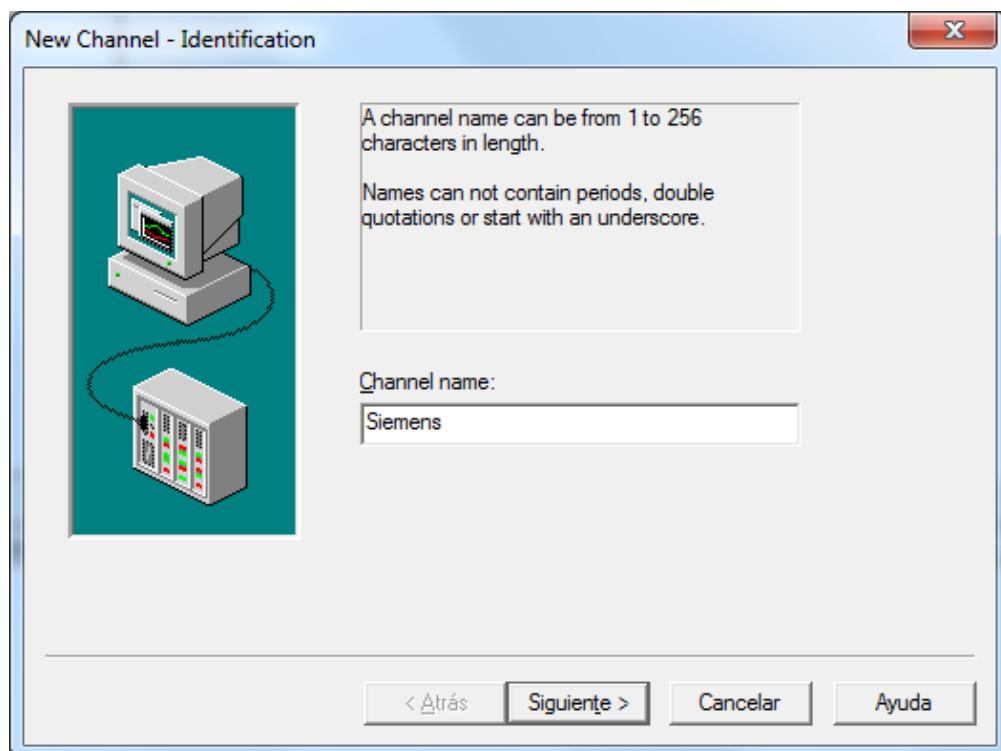 New Channel - Identification
A channel name can be from 1 to 256
characters in length.
Names can not contain periods, double
quotations or start with an underscore.
Channel name:
Siemens
< Atrás
Siguiente >
Cancelar
Ayuda